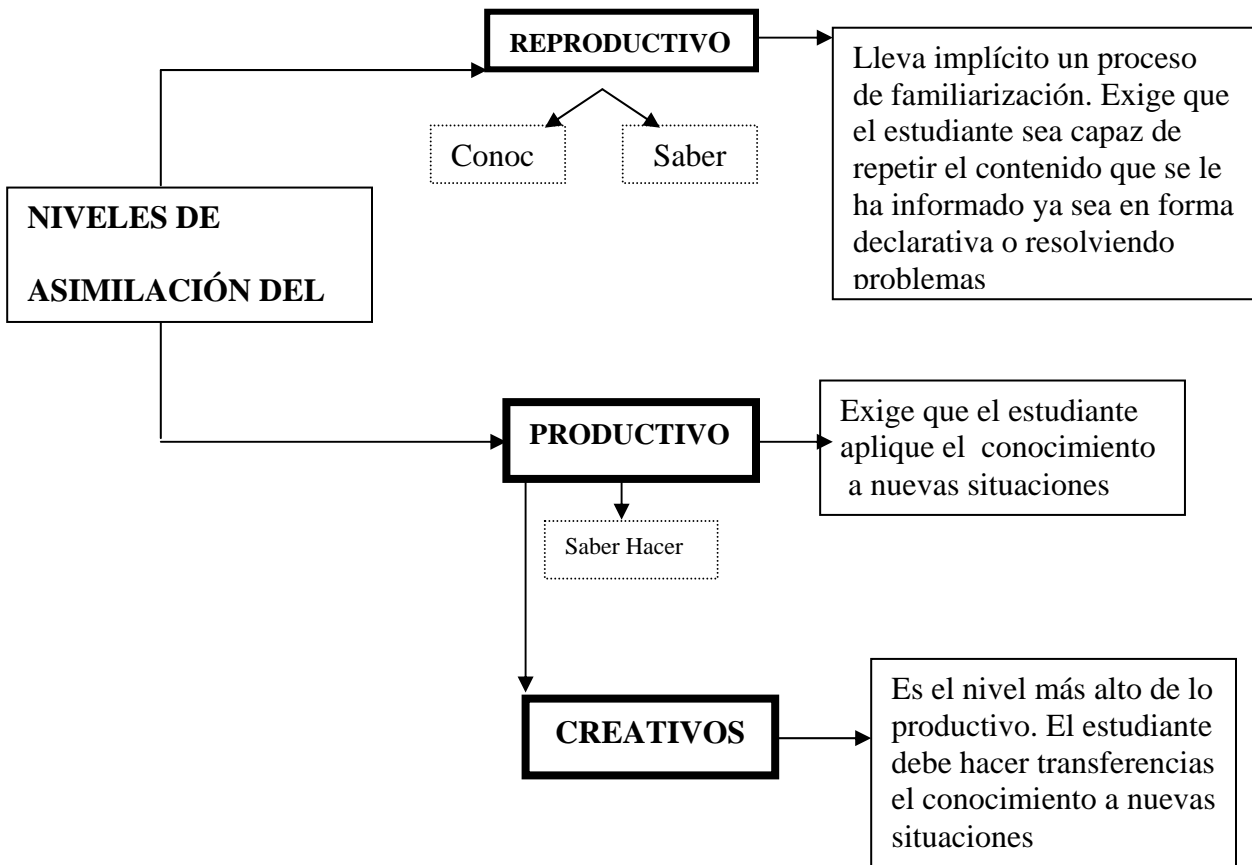 REPRODUCTIVO
Lleva implícito un proceso
de familiarización. Exige que
el estudiante sea capaz de
repetir el contenido que se le
ha informado ya sea en forma
declarativa o resolviendo
problemas
Conoc
Saber
NIVELES DE
ASIMILACIÓN DEL
PRODUCTIVO
Exige que el estudiante
aplique el conocimiento
a nuevas situaciones
Saber Hacer
CREATIVOS
Es el nivel más alto de lo
productivo. El estudiante
debe hacer transferencias
el conocimiento a nuevas
situaciones